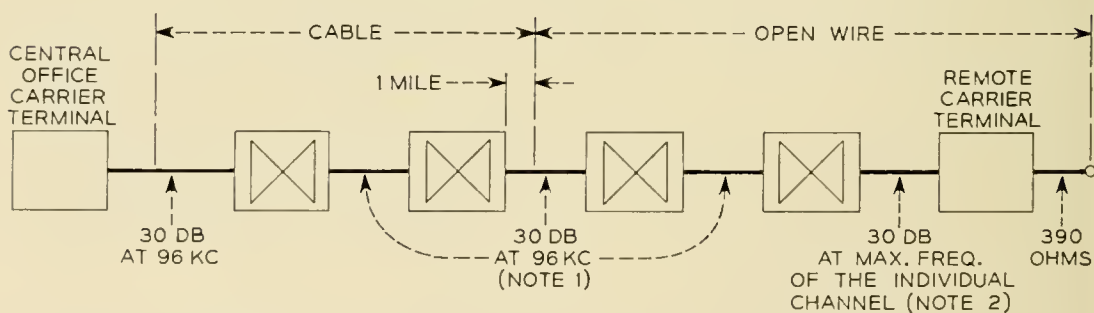 CABLE
OPEN WIRE
CENTRAL
OFFICE
CARRIER
TERMINAL
1 MILE
REMOTE
CARRIER
TERMINAL
30 DB
AT 96 KC
30 DB
AT 96 KC
(NOTE 1)
30 DB
AT MAX. FREQ.
OF THE INDIVIDUAL
CHANNEL (NOTE 2)
390
OHMS